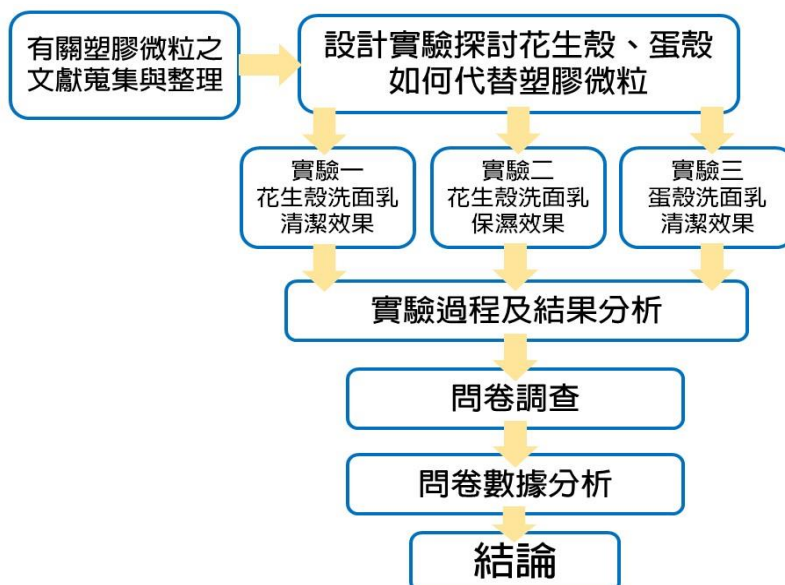 有關塑膠微粒之
文獻蒐集與整理
設計實驗探討花生殼、蛋殼
如何代替塑膠微粒
實驗一
花生殼洗面乳
清潔效果
實驗二
花生殼洗面乳
保濕效果
實驗三
蛋殼洗面乳
清潔效果
實驗過程及結果分析
問卷調查
問卷數據分析
結論